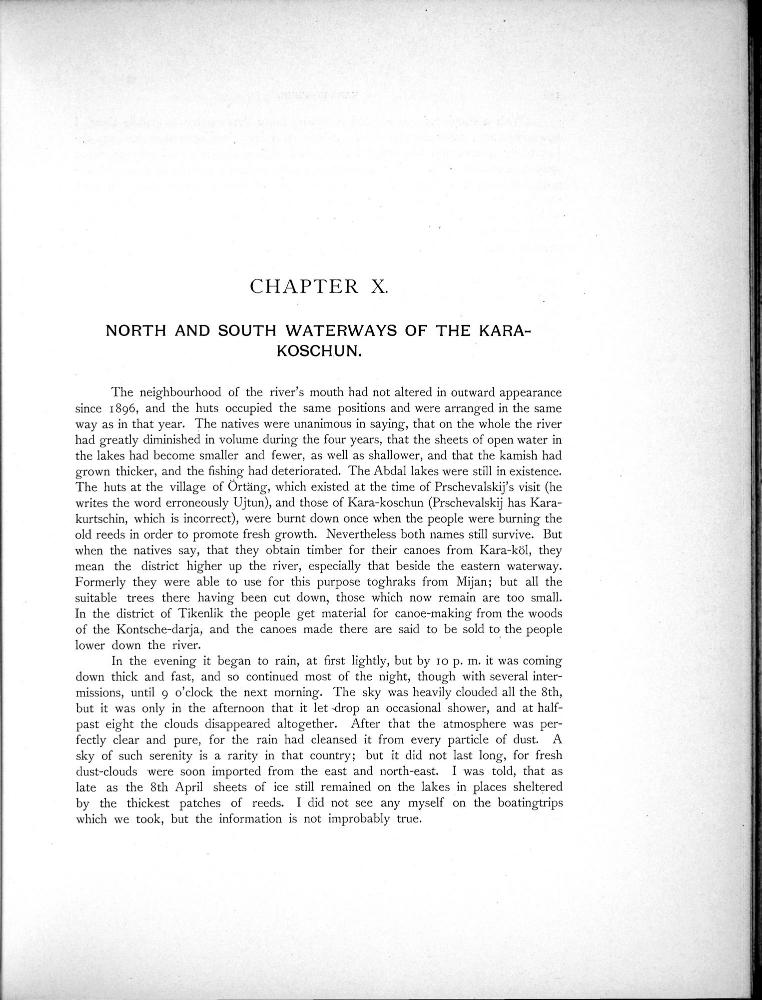 CHAPTER X.
NORTH AND SOUTH WATERWAYS OF THE KARA-
KOSCHUN.
The neighbourhood of the river's mouth had not altered in outward appearance
since 1896, and the huts occupied the same positions and were arranged in the same
way as in that year. The natives were unanimous in saying, that on the whole the river
had greatly diminished in volume during the four years, that the sheets of open water in
the lakes had become smaller and fewer, as well as shallower, and that the kamish had
grown thicker, and the fishing had deteriorated. The Abdal lakes were still in existence.
The huts at the village of Örtäng, which existed at the time of Prschevalskij's visit (he
writes the word erroneously Ujtun), and those of Kara-koschun (Prschevalskij has Kara-
kurtschin, which is incorrect), were burnt down once when the people were burning the
old reeds in order to promote fresh growth. Nevertheless both names still survive. But
when the natives say, that they obtain timber for their canoes from Kara-köl, they
mean the district higher up the river, especially that beside the eastern waterway.
Formerly they were able to use for this purpose toghraks from Mijan; but all the
suitable trees there having been cut down, those which now remain are too small.
In the district of Tikenlik the people get material for canoe-making from the woods
of the Kontsche-darja, and the canoes made there are said to be sold to the people
lower down the river.
In the evening it began to rain, at first lightly, but by 10 p. m. it was coming
down thick and fast, and so continued most of the night, though with several inter-
missions, until 9 o'clock the next morning. The sky was heavily clouded all the 8th,
but it was only in the afternoon that it let drop an occasional shower, and at half-
past eight the clouds disappeared altogether. After that the atmosphere was per-
fectly clear and pure, for the rain had cleansed it from every particle of dust. A
sky of such serenity is a rarity in that country; but it did not last long, for fresh
dust-clouds were soon imported from the east and north-east. I was told, that as
late as the 8th April sheets of ice still remained on the lakes in places sheltered
by the thickest patches of reeds. I did not see any myself on the boatingtrips
which we took, but the information is not improbably true.